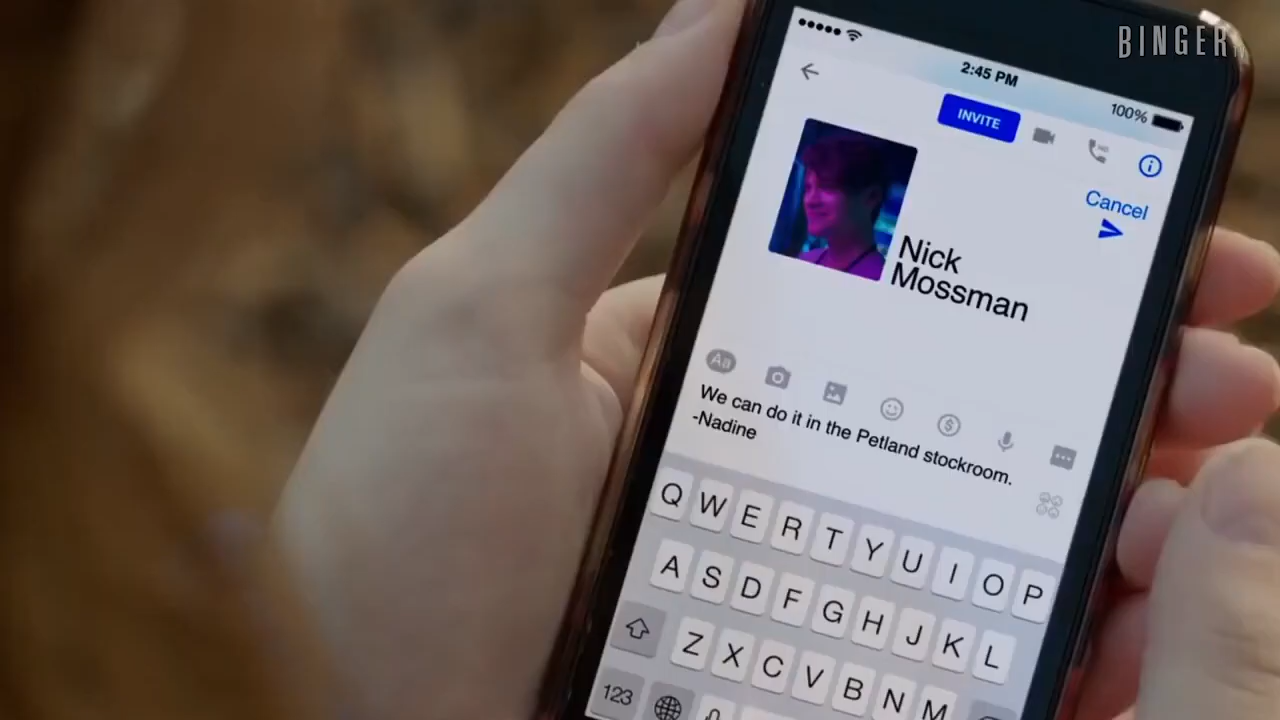 BINGER
2:45 PM
100%
INVITE
Cancel
Nick
Mossman
Aa
We can do it in the Petland stockroom.
-Nadine
Q W E R T Y U I O P
A S D F G H J K L
Z X C V B N M
123